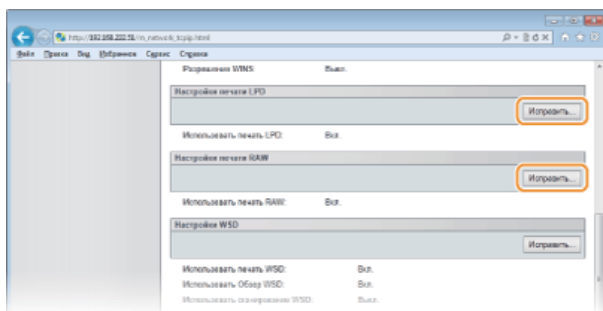 http://192.168.222.51/m_network_tcpip.html
Файл Правка Вид Избранное Сервис Справка
Разрешение WINS: Выкл.
Настройки печати LPD
Исправить...
Использовать печать LPD: Вкл.
Настройки печати RAW
Исправить...
Использовать печать RAW: Вкл.
Настройки WSD
Исправить...
Использовать печать WSD: Вкл.
Использовать Обзор WSD: Вкл.
Использовать сканирование WSD: Выкл.